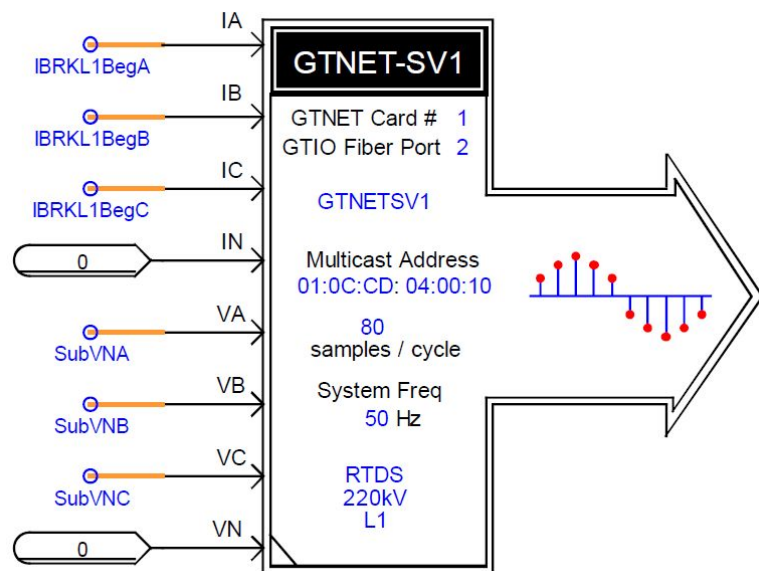 IA
IBRKL1BegA
IB
IBRKL1BegB
IC
IBRKL1BegC
IN
0
VA
SubVNA
VB
SubVNB
VC
SubVNC
VN
0
GTNET-SV1
GTNET Card # 1
GTIO Fiber Port 2
GTNETSV1
Multicast Address
01:0C:CD: 04:00:10
80
samples / cycle
System Freq
50 Hz
RTDS
220kV
L1